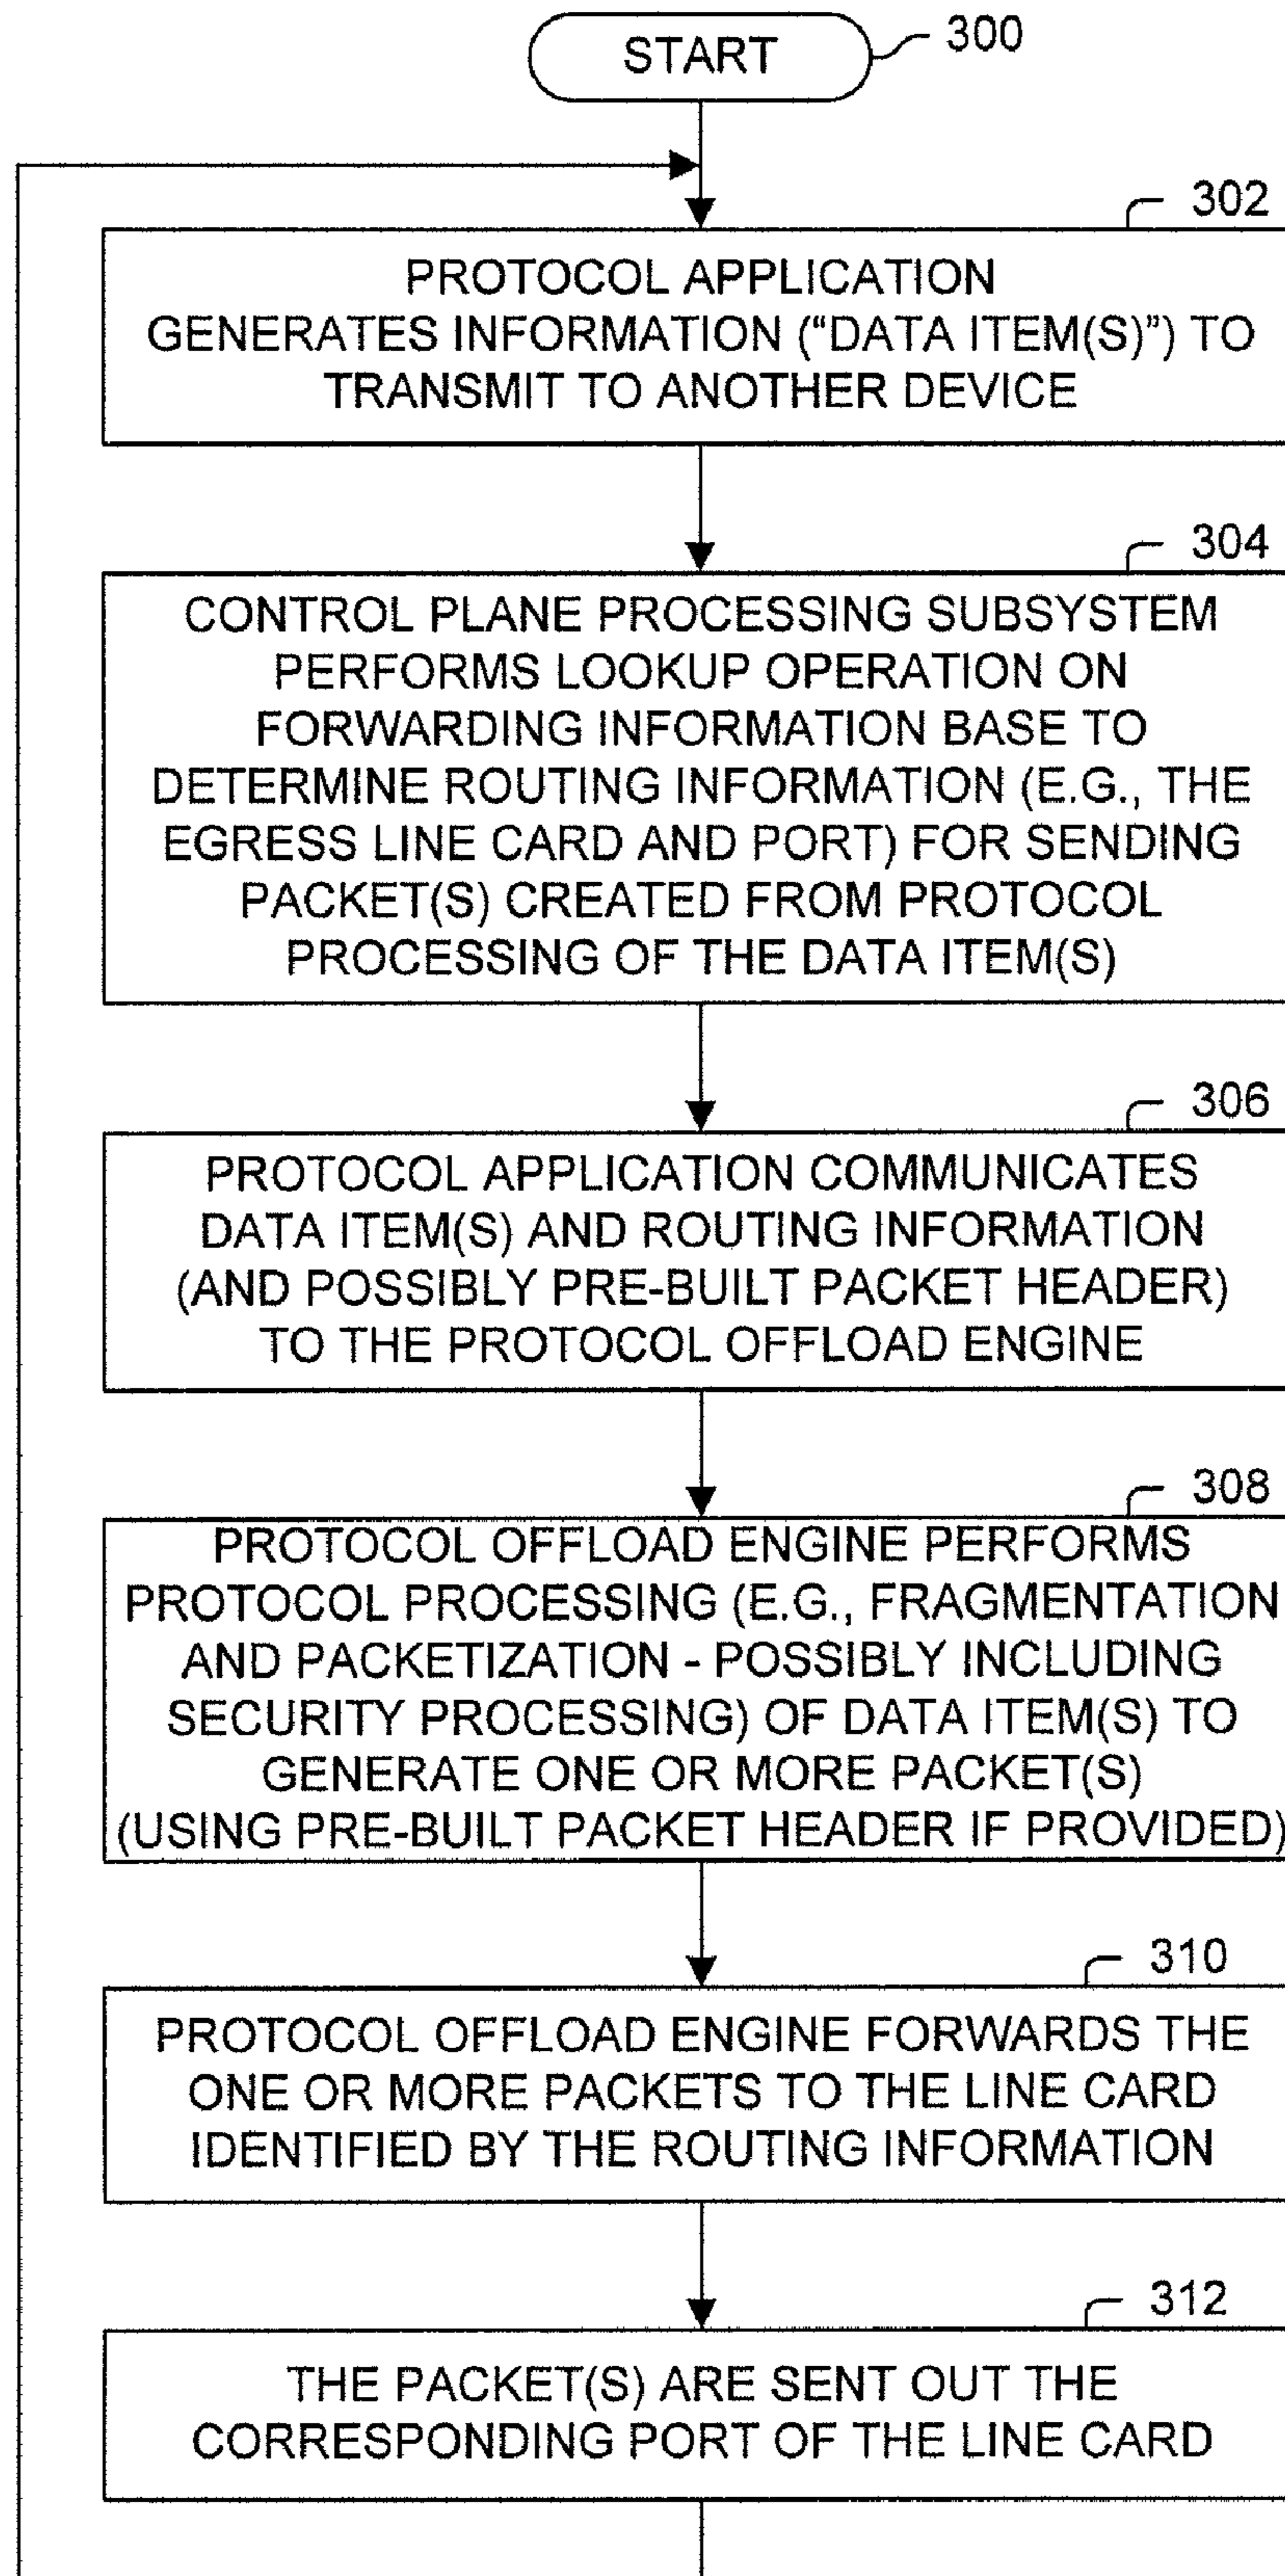 START
300
302
PROTOCOL APPLICATION
GENERATES INFORMATION (“DATA ITEM(S)”) TO
TRANSMIT TO ANOTHER DEVICE
304
CONTROL PLANE PROCESSING SUBSYSTEM
PERFORMS LOOKUP OPERATION ON
FORWARDING INFORMATION BASE TO
DETERMINE ROUTING INFORMATION (E.G., THE
EGRESS LINE CARD AND PORT) FOR SENDING
PACKET(S) CREATED FROM PROTOCOL
PROCESSING OF THE DATA ITEM(S)
306
PROTOCOL APPLICATION COMMUNICATES
DATA ITEM(S) AND ROUTING INFORMATION
(AND POSSIBLY PRE-BUILT PACKET HEADER)
TO THE PROTOCOL OFFLOAD ENGINE
308
PROTOCOL OFFLOAD ENGINE PERFORMS
PROTOCOL PROCESSING (E.G., FRAGMENTATION
AND PACKETIZATION - POSSIBLY INCLUDING
SECURITY PROCESSING) OF DATA ITEM(S) TO
GENERATE ONE OR MORE PACKET(S)
(USING PRE-BUILT PACKET HEADER IF PROVIDED)
310
PROTOCOL OFFLOAD ENGINE FORWARDS THE
ONE OR MORE PACKETS TO THE LINE CARD
IDENTIFIED BY THE ROUTING INFORMATION
312
THE PACKET(S) ARE SENT OUT THE
CORRESPONDING PORT OF THE LINE CARD